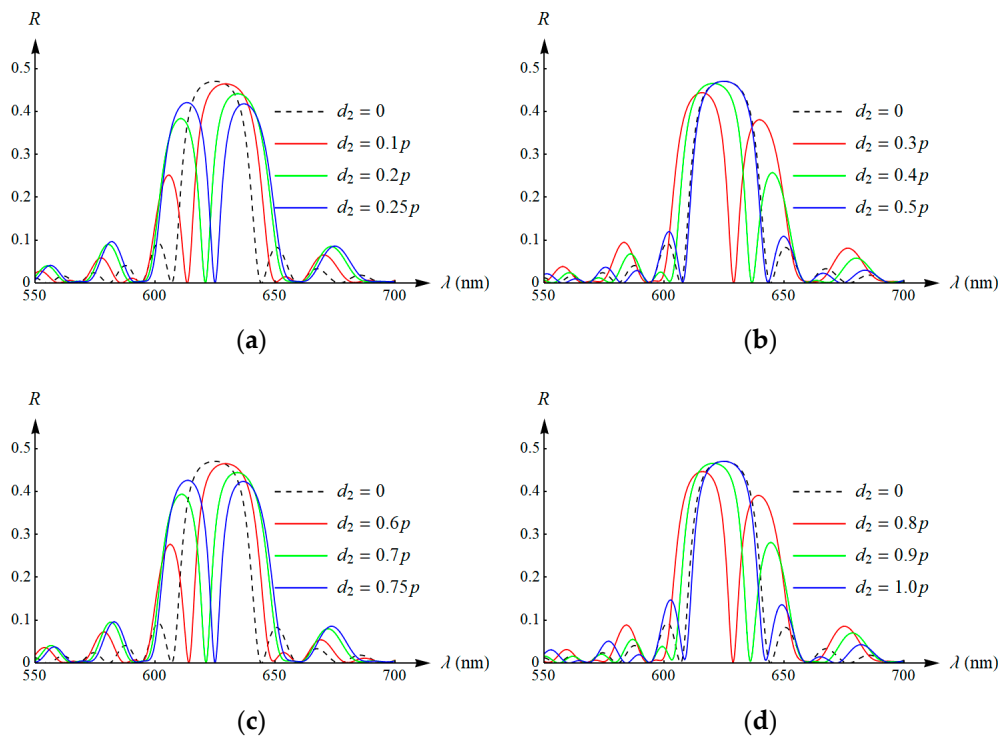 R
0.5
0.4
0.3
0.2
0.1
0
550
600
650
700
λ (nm)
d₂ = 0
d₂ = 0.1p
d₂ = 0.2p
d₂ = 0.25p
(a)
R
0.5
0.4
0.3
0.2
0.1
0
550
600
650
700
λ (nm)
d₂ = 0
d₂ = 0.3p
d₂ = 0.4p
d₂ = 0.5p
(b)
R
0.5
0.4
0.3
0.2
0.1
0
550
600
650
700
λ (nm)
d₂ = 0
d₂ = 0.6p
d₂ = 0.7p
d₂ = 0.75p
(c)
R
0.5
0.4
0.3
0.2
0.1
0
550
600
650
700
λ (nm)
d₂ = 0
d₂ = 0.8p
d₂ = 0.9p
d₂ = 1.0p
(d)